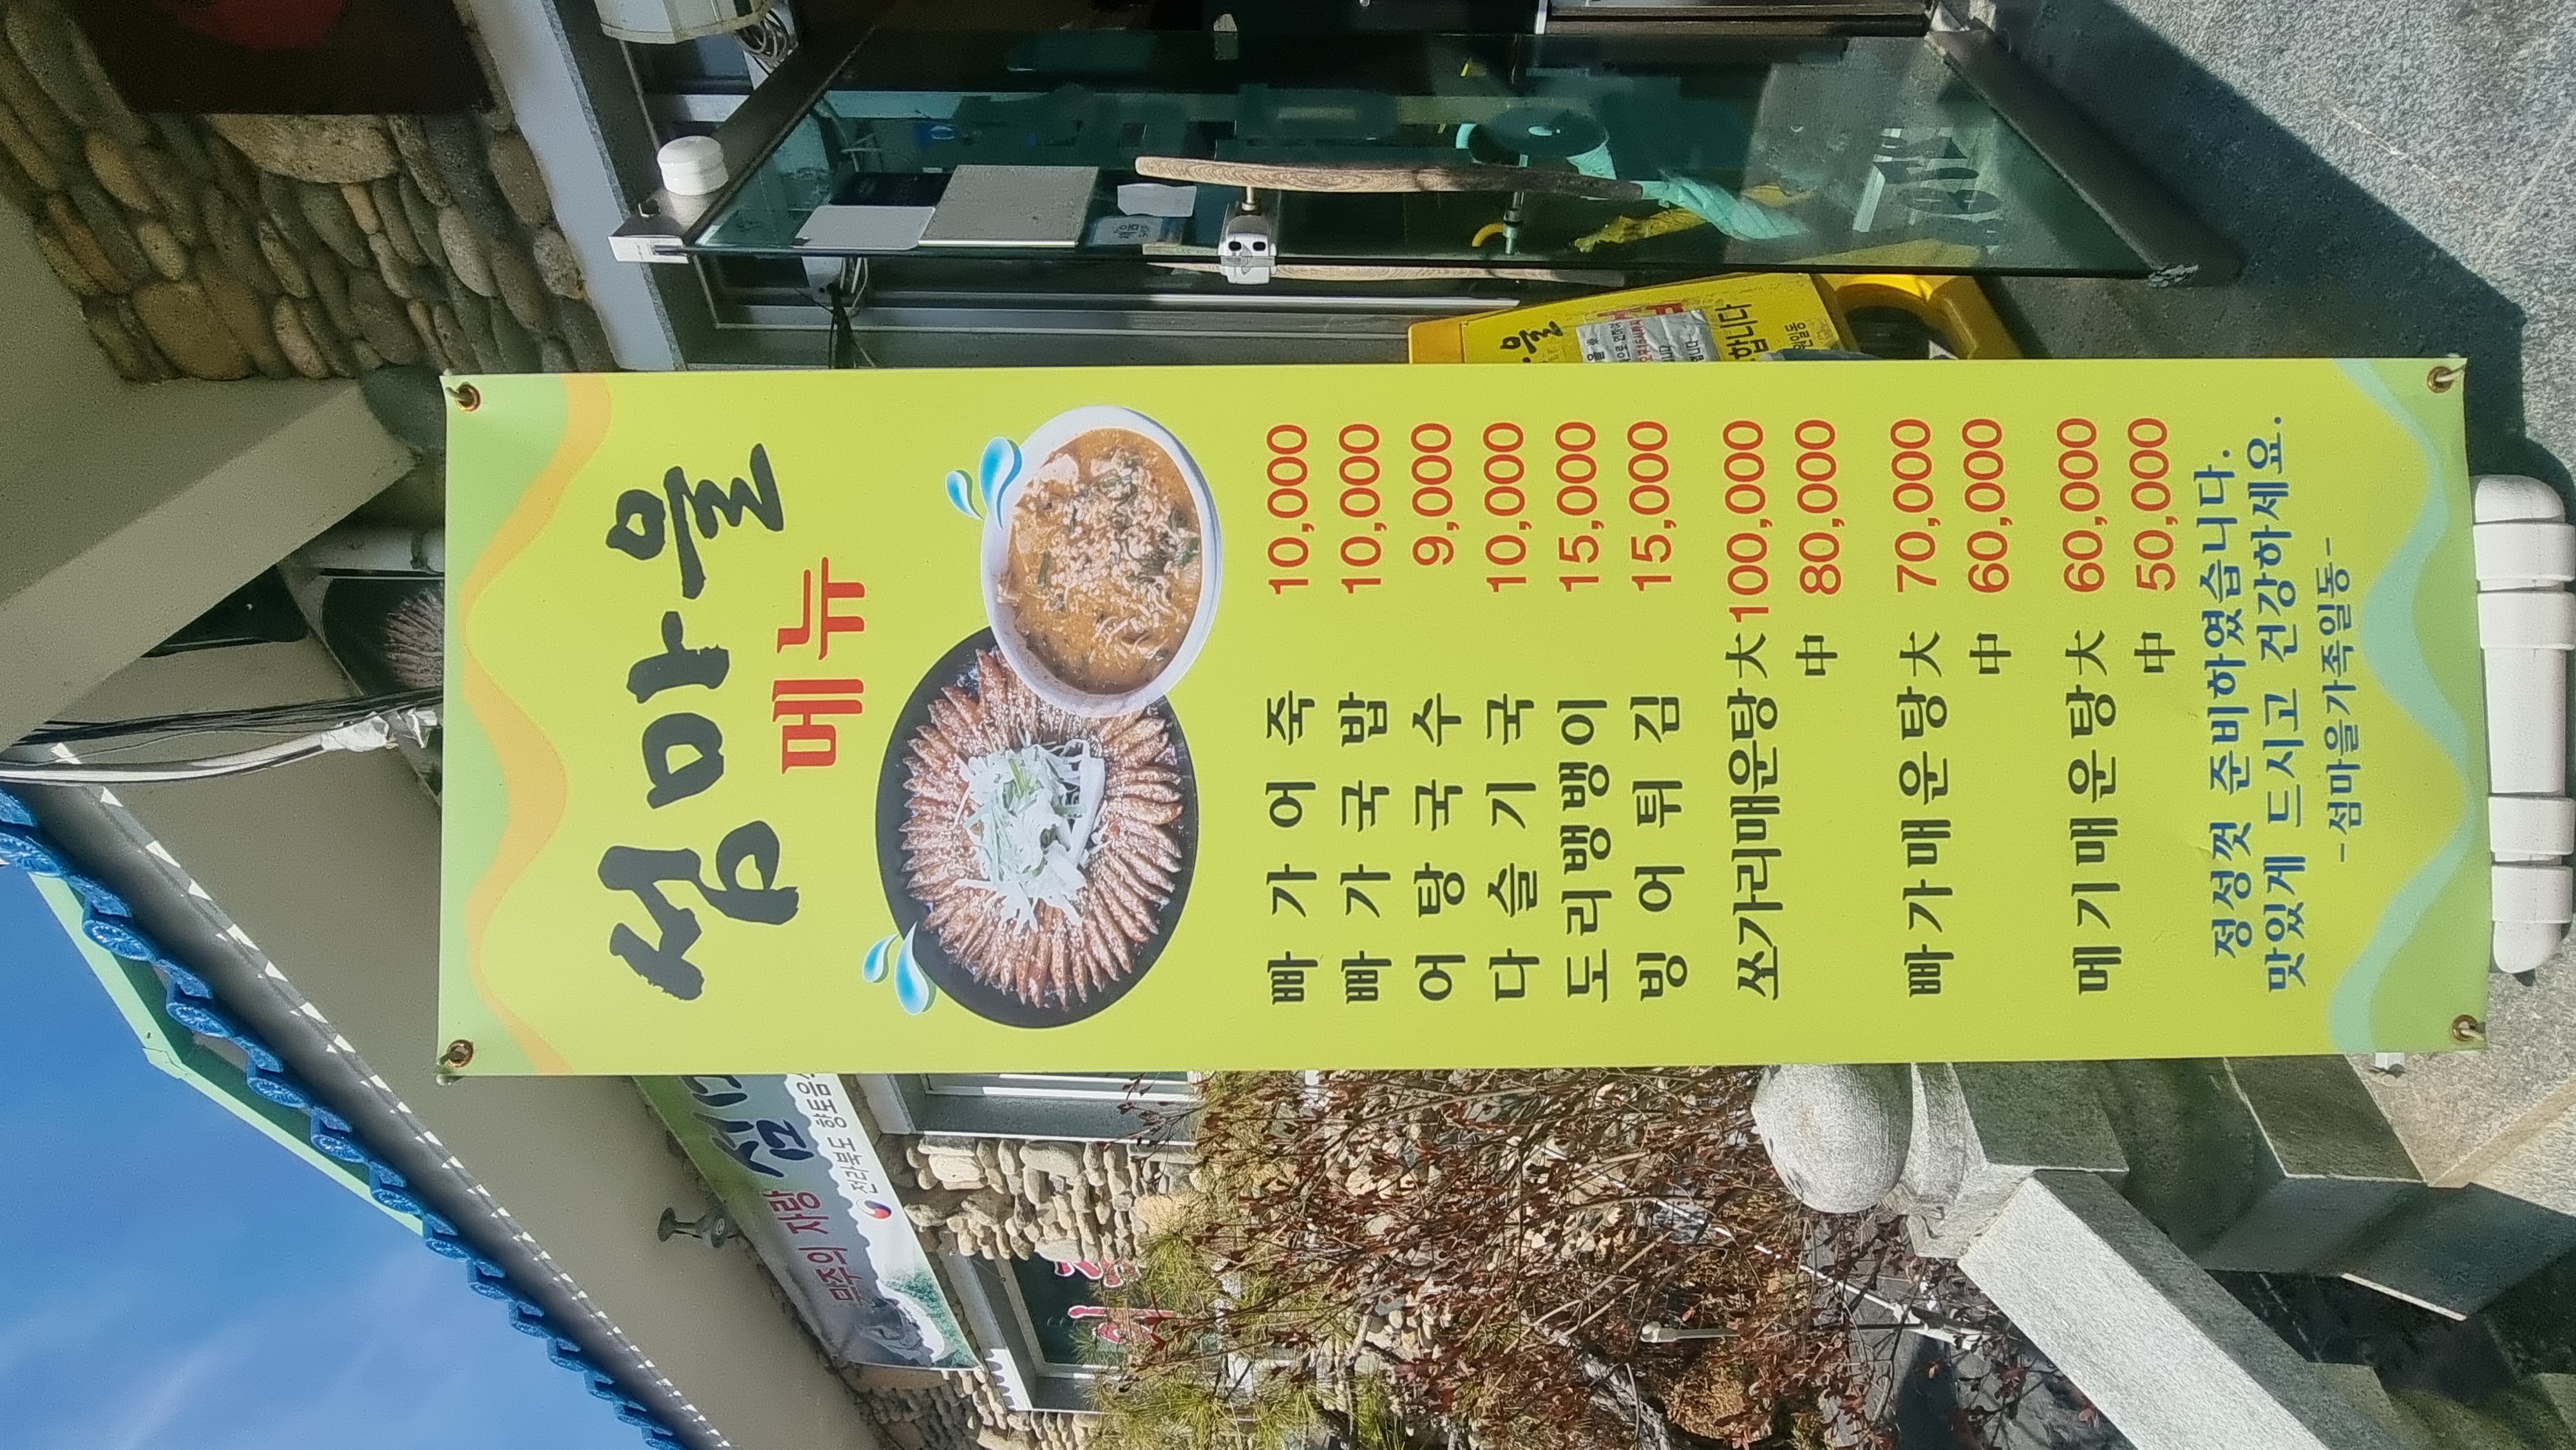 섬마을
메뉴
빠가어죽 10,000
빠가국밥 10,000
어탕국수 9,000
다슬기국 10,000
도리뱅뱅이 15,000
빙어튀김 15,000
쏘가리매운탕 大 100,000
中 80,000
빠가매운탕 大 70,000
中 60,000
메기매운탕 大 60,000
中 50,000
정성껏 준비하였습니다.
맛있게 드시고 건강하세요.
-섬마을가족일동-
무주의 자랑
전라북도 향토음